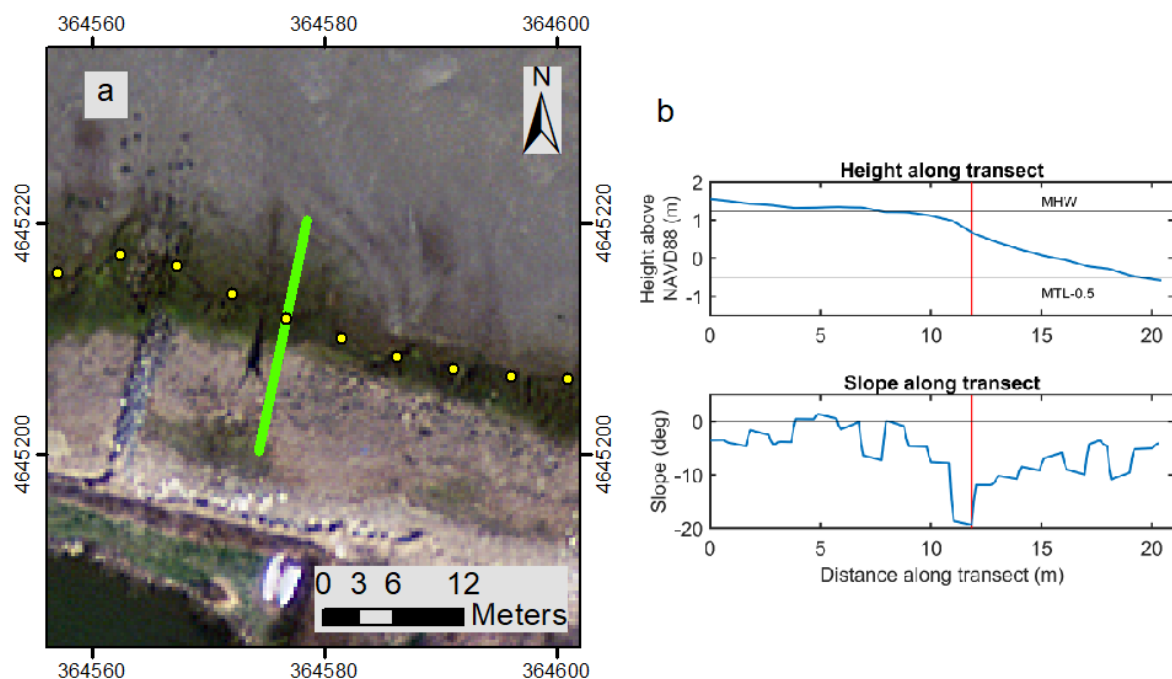 364560 364580 364600
a
N
4645220
4645220
4645200
4645200
0 3 6 12
Meters
364560 364580 364600
b
Height along transect
Height above
NAVD88 (m)
2
1
0
-1
MHW
MTL-0.5
0 5 10 15 20
Slope along transect
Slope (deg)
0
-10
-20
0 5 10 15 20
Distance along transect (m)